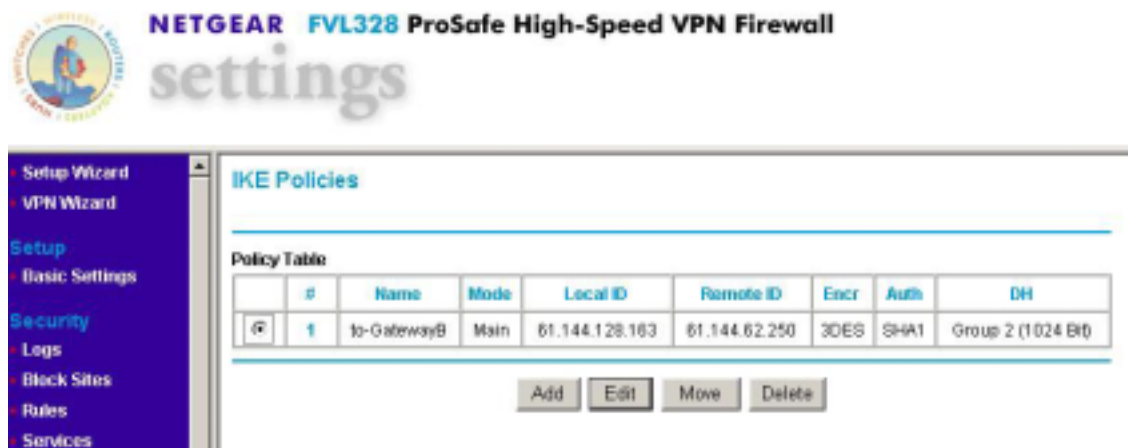 NETGEAR FVL328 ProSafe High-Speed VPN Firewall
settings
Setup Wizard
VPN Wizard
Setup
Basic Settings
Security
Logs
Block Sites
Rules
Services
IKE Policies
Policy Table
# Name Mode Local ID Remote ID Encr Auth DH
1 to-GatewayB Main 61.144.128.163 61.144.62.250 3DES SHA1 Group 2 (1024 Bit)
Add Edit Move Delete